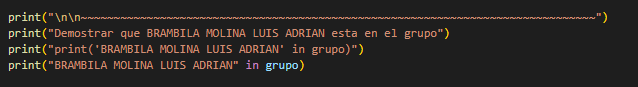 print("\n\n~~~~~~~~~~~~~~~~~~~~~~~~~~~~~~~~~~~~~~~~~~~~~~~~~~~~~~~~~~~~~~~~~~~~~~~~~~~~~~")
print("Demostrar que BRAMBILA MOLINA LUIS ADRIAN esta en el grupo")
print("print('BRAMBILA MOLINA LUIS ADRIAN' in grupo)")
print("BRAMBILA MOLINA LUIS ADRIAN" in grupo)